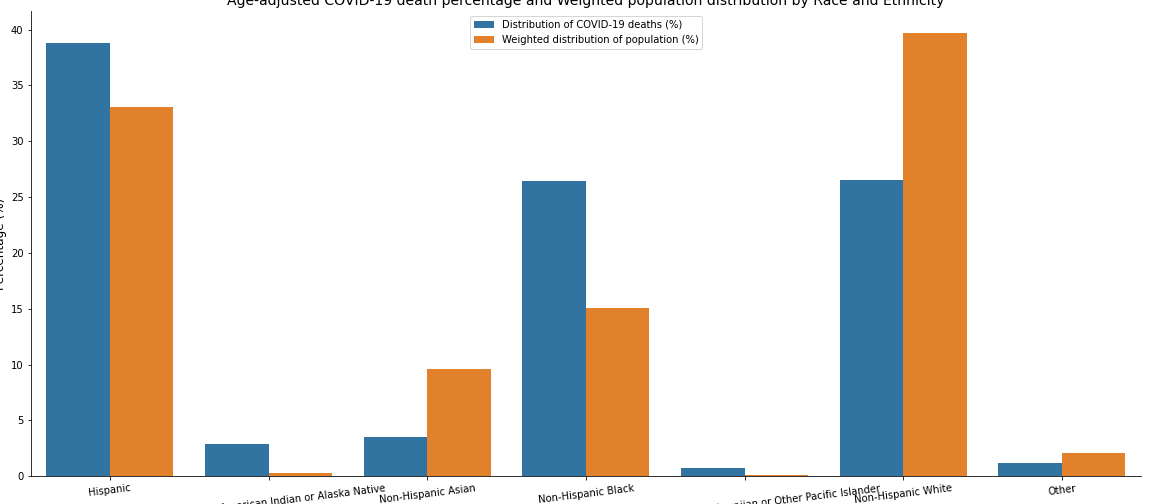 Age-adjusted COVID-19 death percentage and Weighted population distribution by Race and Ethnicity
Distribution of COVID-19 deaths (%)
Weighted distribution of population (%)
40
35
30
25
20
15
10
5
0
Percentage (%)
Hispanic
American Indian or Alaska Native
Non-Hispanic Asian
Non-Hispanic Black
or Other Pacific Islander
Non-Hispanic White
Other